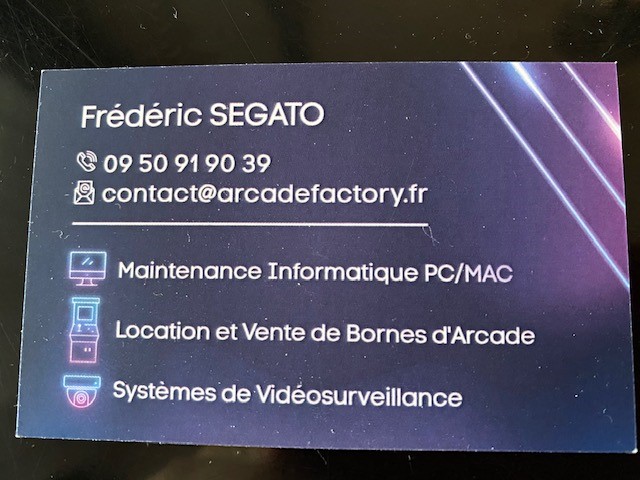 Frédéric SEGATO
09 50 91 90 39
contact@arcadefactory.fr
Maintenance Informatique PC/MAC
Location et Vente de Bornes d'Arcade
Systèmes de Vidéosurveillance